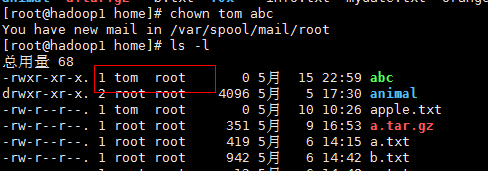 [root@hadoop1 home]# chown tom abc
You have new mail in /var/spool/mail/root
[root@hadoop1 home]# ls -l
总用量 68
-rwxr-xr-x. 1 tom  root     0 5月  15 22:59 abc
drwxr-xr-x. 2 root root  4096 5月   5 17:30 animal
-rw-r--r--. 1 tom  root     0 5月  10 10:26 apple.txt
-rw-r--r--. 1 root root   351 5月   9 16:53 a.tar.gz
-rw-r--r--. 1 root root   419 5月   6 14:44 a.txt
-rw-r--r--. 1 root root   942 5月   6 14:42 b.txt